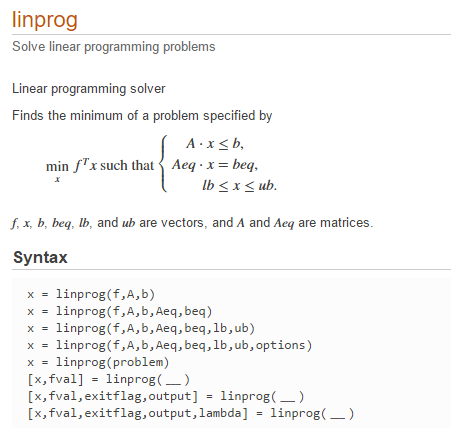 linprog
Solve linear programming problems
Linear programming solver
Finds the minimum of a problem specified by
min f^T x such that { A · x ≤ b,
x
Aeq · x = beq,
lb ≤ x ≤ ub.
f, x, b, beq, lb, and ub are vectors, and A and Aeq are matrices.
Syntax
x = linprog(f,A,b)
x = linprog(f,A,b,Aeq,beq)
x = linprog(f,A,b,Aeq,beq,lb,ub)
x = linprog(f,A,b,Aeq,beq,lb,ub,options)
x = linprog(problem)
[x,fval] = linprog(__)
[x,fval,exitflag,output] = linprog(__)
[x,fval,exitflag,output,lambda] = linprog(__)